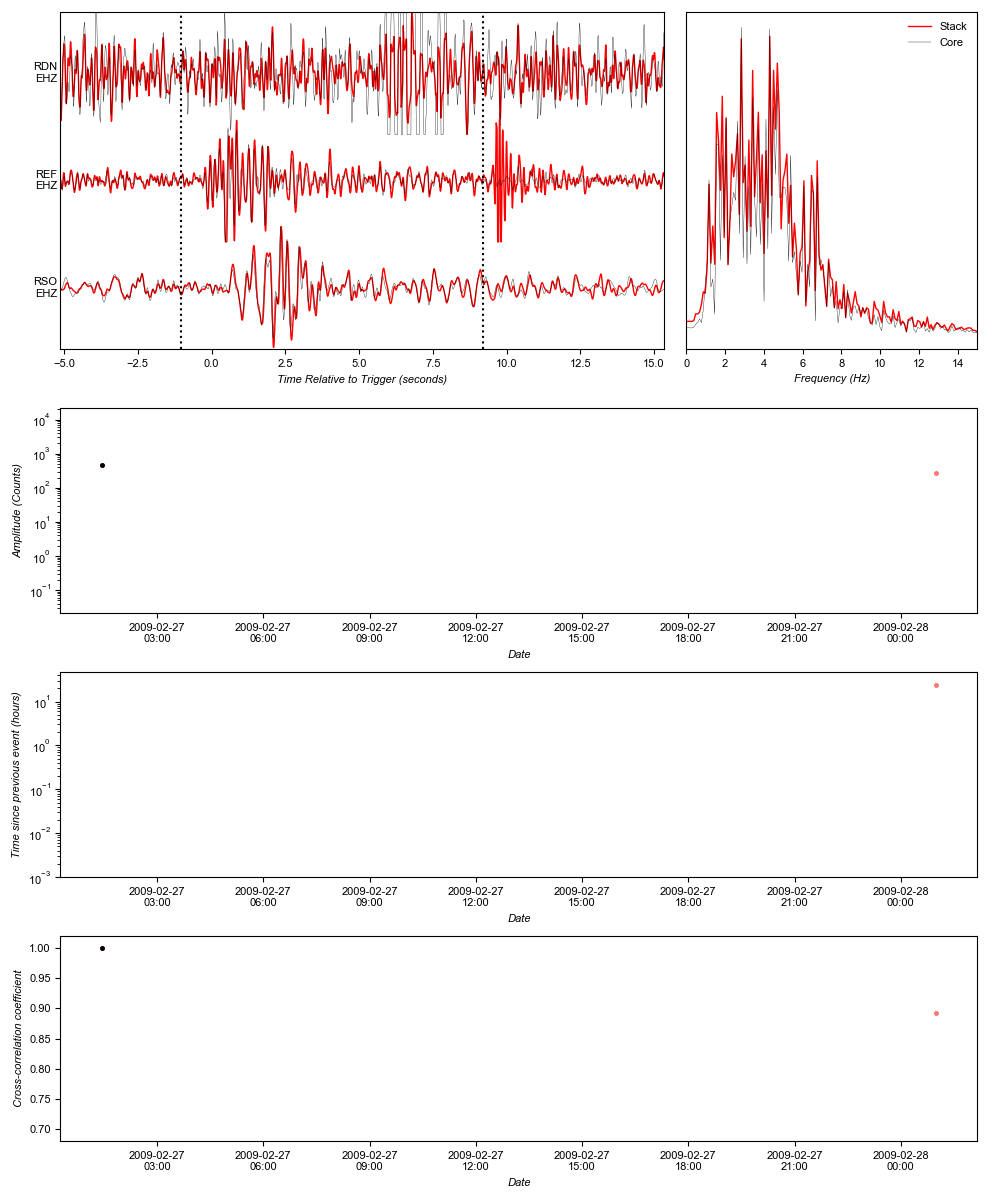 RDN
EHZ
REF
EHZ
RSO
EHZ
−5.0 −2.5 0.0 2.5 5.0 7.5 10.0 12.5 15.0
Time Relative to Trigger (seconds)
Stack
Core
0 2 4 6 8 10 12 14
Frequency (Hz)
10^4
10^3
10^2
10^1
10^0
10^−1
Amplitude (Counts)
2009-02-27 2009-02-27 2009-02-27 2009-02-27 2009-02-27 2009-02-27 2009-02-27 2009-02-28
03:00 06:00 09:00 12:00 15:00 18:00 21:00 00:00
Date
10^1
10^0
10^−1
10^−2
10^−3
Time since previous event (hours)
2009-02-27 2009-02-27 2009-02-27 2009-02-27 2009-02-27 2009-02-27 2009-02-27 2009-02-28
03:00 06:00 09:00 12:00 15:00 18:00 21:00 00:00
Date
1.00
0.95
0.90
0.85
0.80
0.75
0.70
Cross-correlation coefficient
2009-02-27 2009-02-27 2009-02-27 2009-02-27 2009-02-27 2009-02-27 2009-02-27 2009-02-28
03:00 06:00 09:00 12:00 15:00 18:00 21:00 00:00
Date